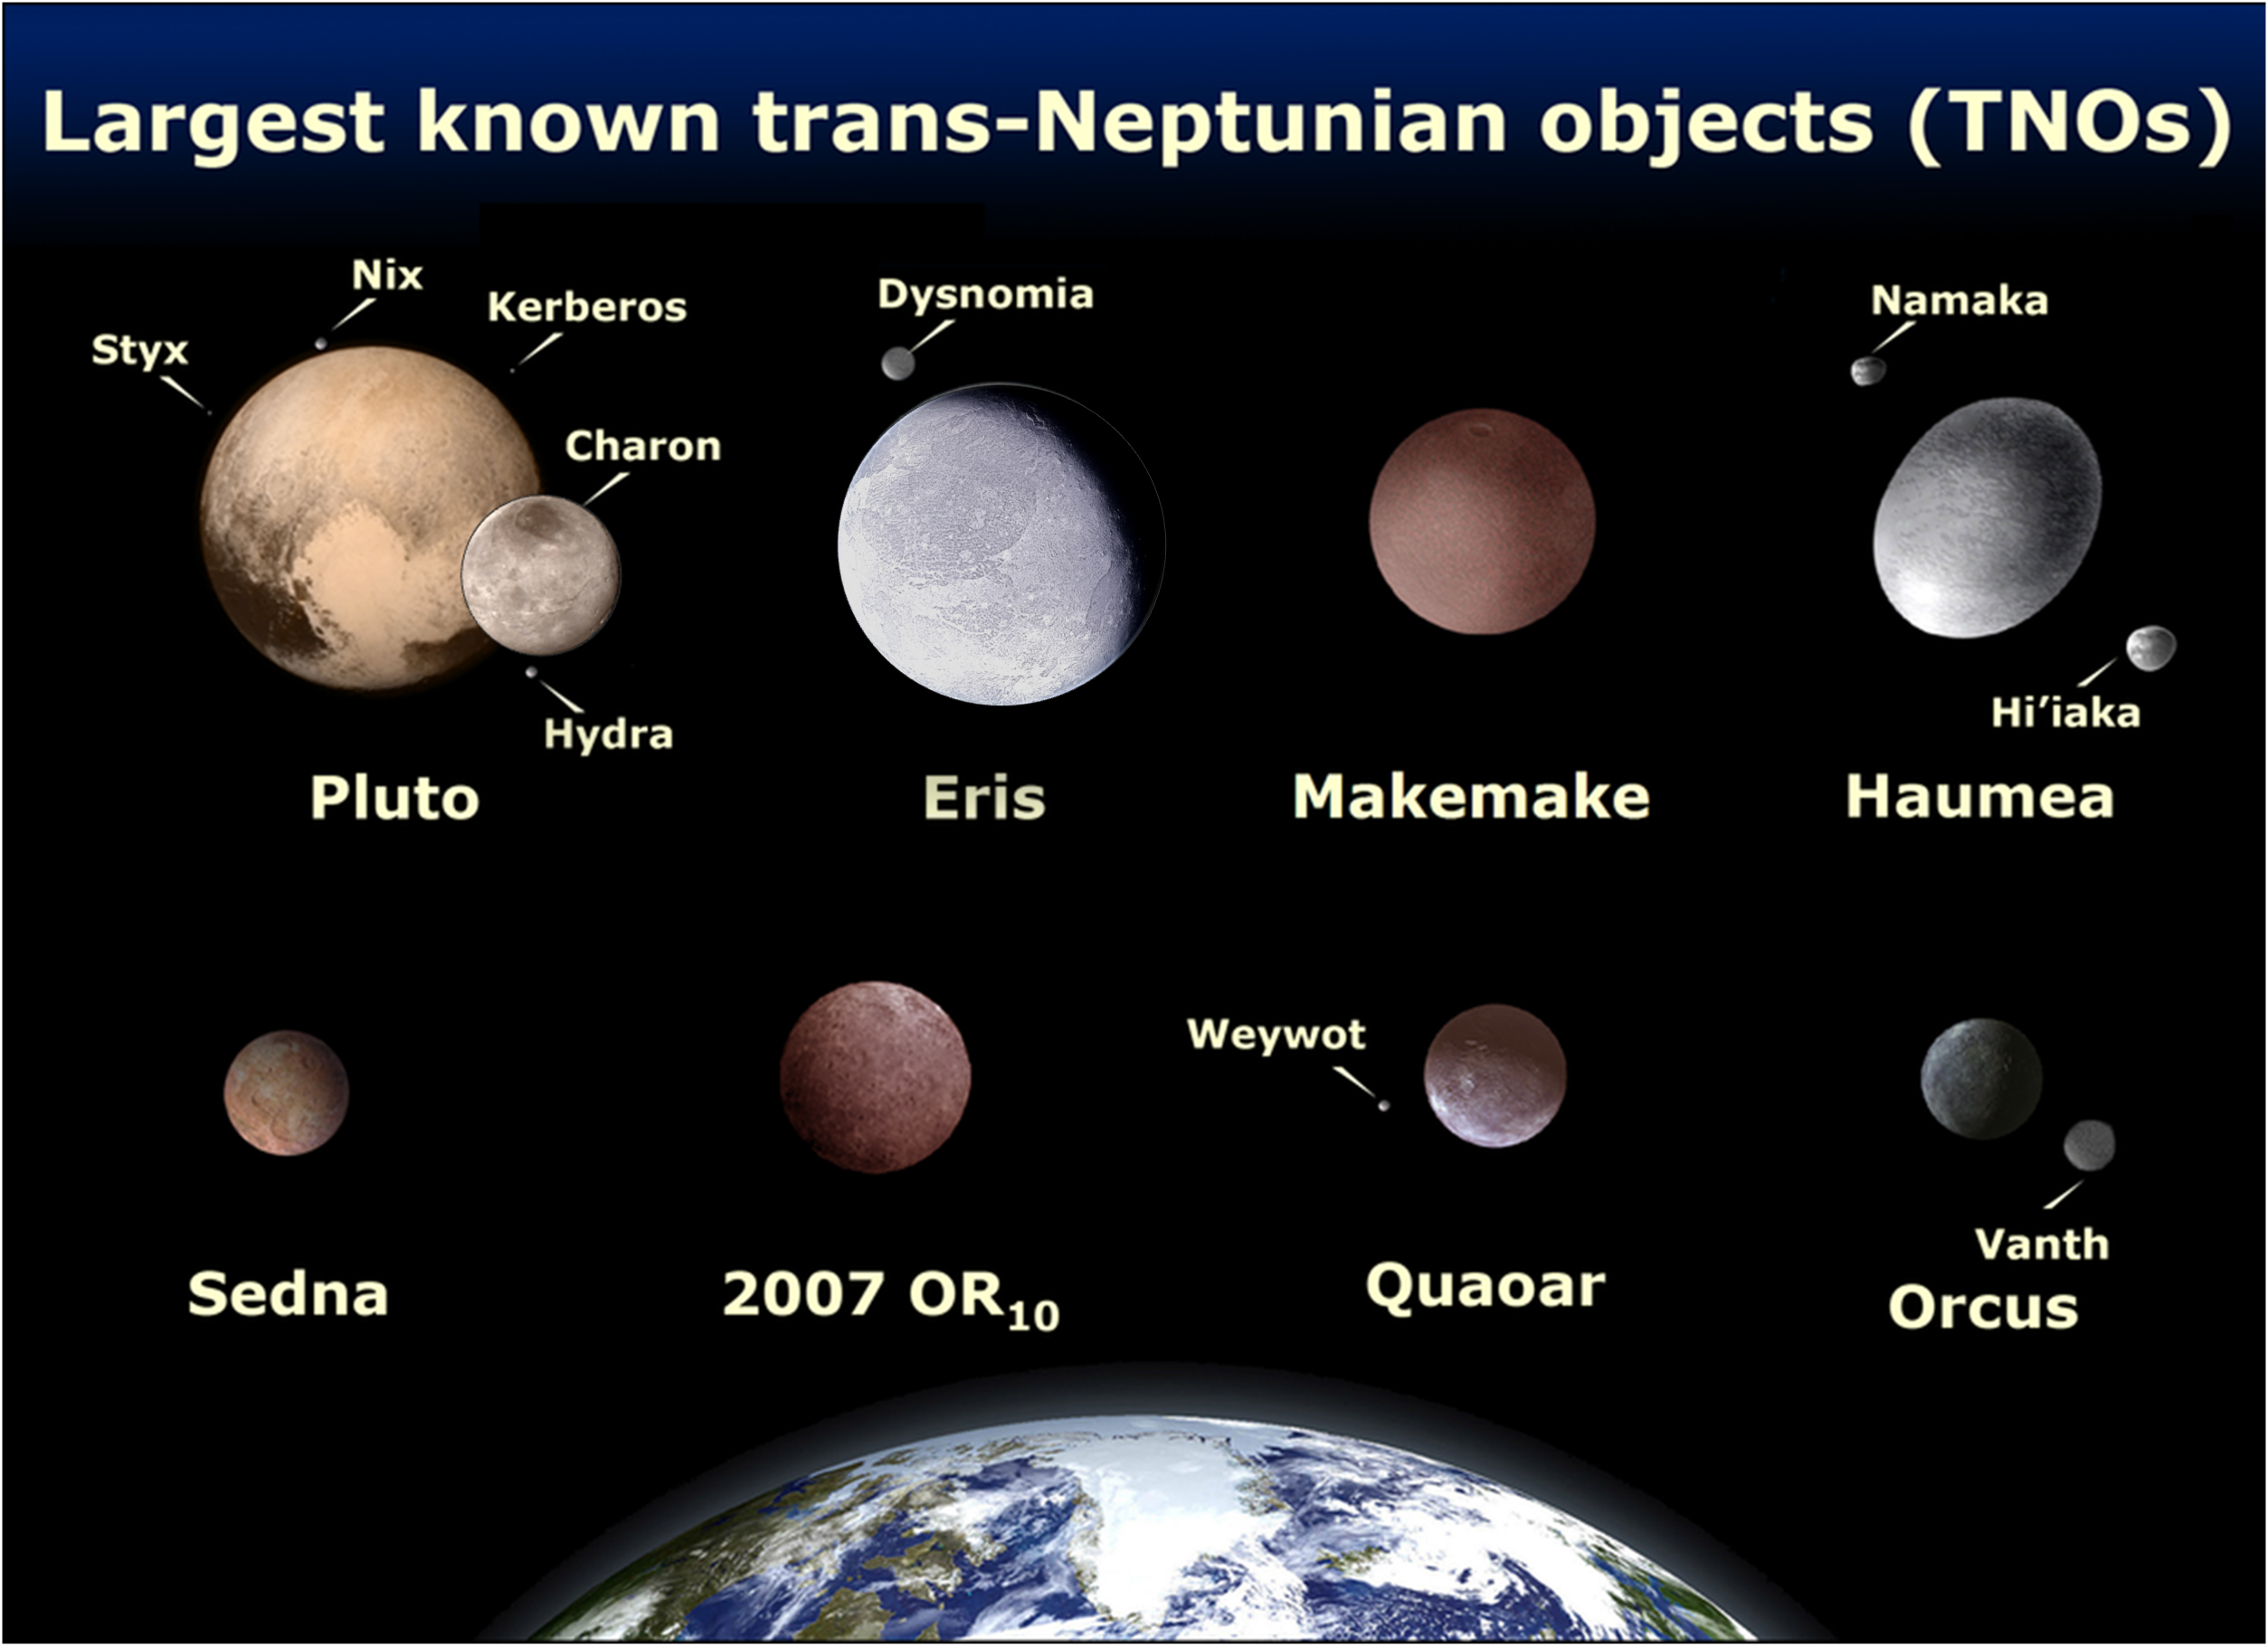 Largest known trans-Neptunian objects (TNOs)
Nix
Kerberos
Styx
Charon
Hydra
Pluto
Dysnomia
Eris
Makemake
Namaka
Hi’iaka
Haumea
Sedna
2007 OR₁₀
Weywot
Quaoar
Vanth
Orcus